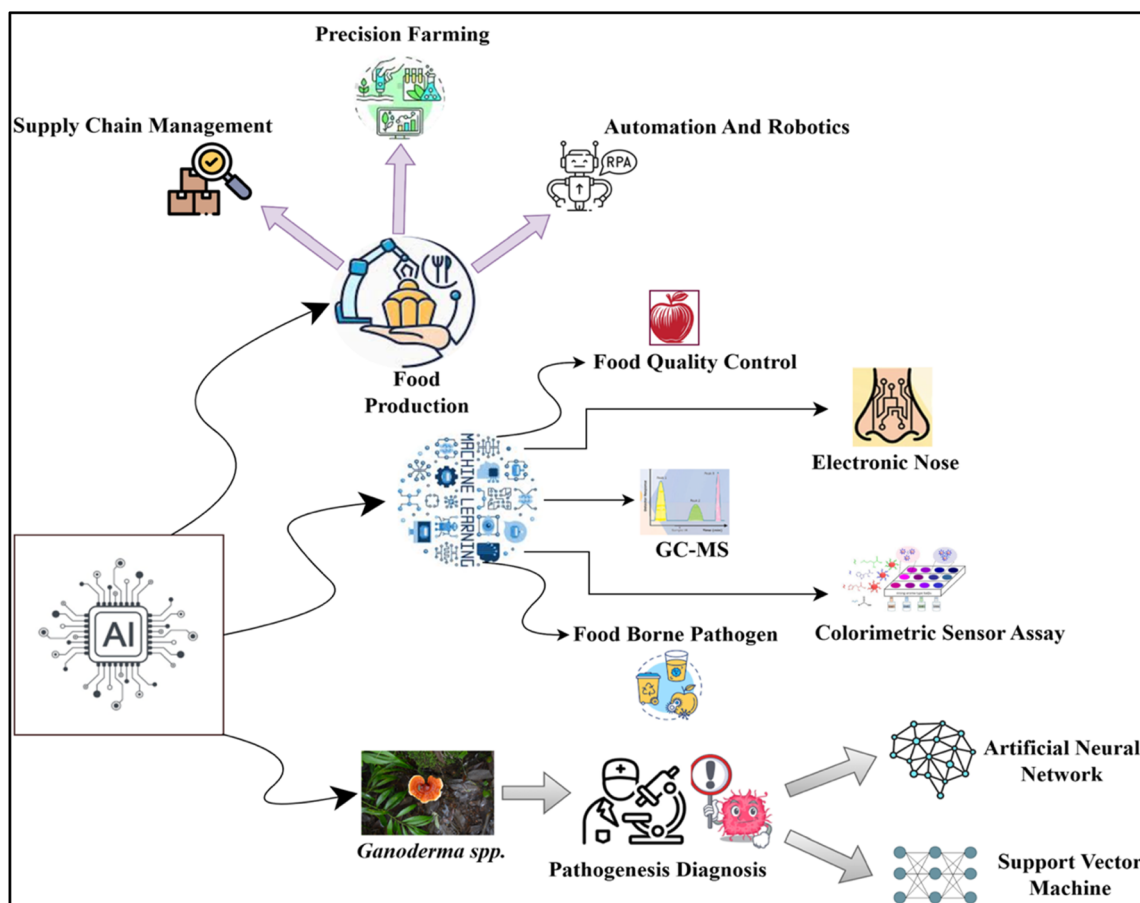 Precision Farming
Supply Chain Management
Automation And Robotics
RPA
Food
Production
Food Quality Control
MACHINE LEARNING
Electronic Nose
GC-MS
AI
Food Borne Pathogen
Colorimetric Sensor Assay
Artificial Neural
Network
Ganoderma spp.
Pathogenesis Diagnosis
Support Vector
Machine